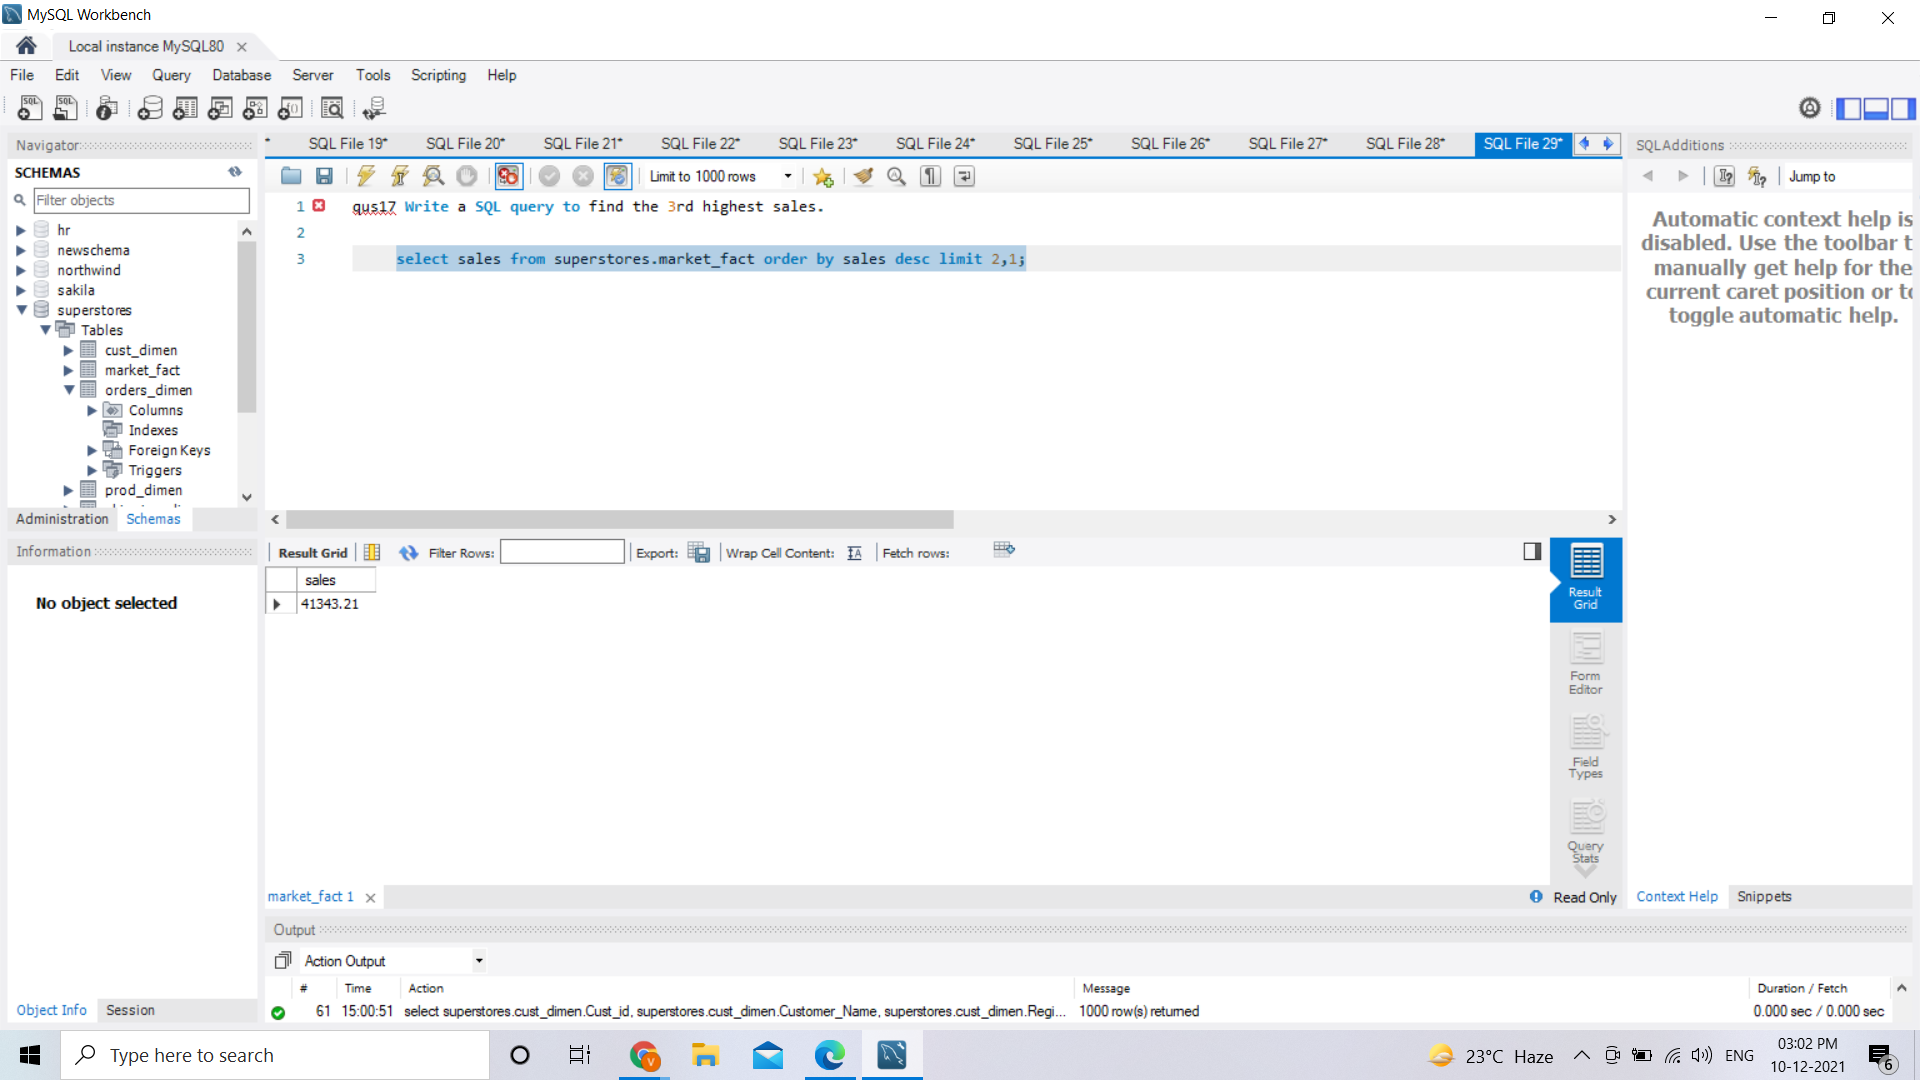 MySQL Workbench
Local instance MySQL80
File Edit View Query Database Server Tools Scripting Help
Navigator
SCHEMAS
Filter objects
hr
newschema
northwind
sakila
superstores
Tables
cust_dimen
market_fact
orders_dimen
Columns
Indexes
Foreign Keys
Triggers
prod_dimen
Administration Schemas
Information
No object selected
Object Info Session
SQL File 19* SQL File 20* SQL File 21* SQL File 22* SQL File 23* SQL File 24* SQL File 25* SQL File 26* SQL File 27* SQL File 28* SQL File 29*
Limit to 1000 rows
1 qus17 Write a SQL query to find the 3rd highest sales.
2
3 select sales from superstores.market_fact order by sales desc limit 2,1;
Result Grid Filter Rows: Export: Wrap Cell Content: Fetch rows:
sales
41343.21
Result
Grid
Form
Editor
Field
Types
Query
Stats
market_fact 1
Read Only
SQLAdditions
Jump to
Automatic context help is
disabled. Use the toolbar t
manually get help for the
current caret position or to
toggle automatic help.
Context Help Snippets
Output
Action Output
# Time Action Message Duration / Fetch
61 15:00:51 select superstores.cust_dimen.Cust_id, superstores.cust_dimen.Customer_Name, superstores.cust_dimen.Regi... 1000 row(s) returned 0.000 sec / 0.000 sec
Type here to search
23°C Haze
ENG
03:02 PM
10-12-2021
6